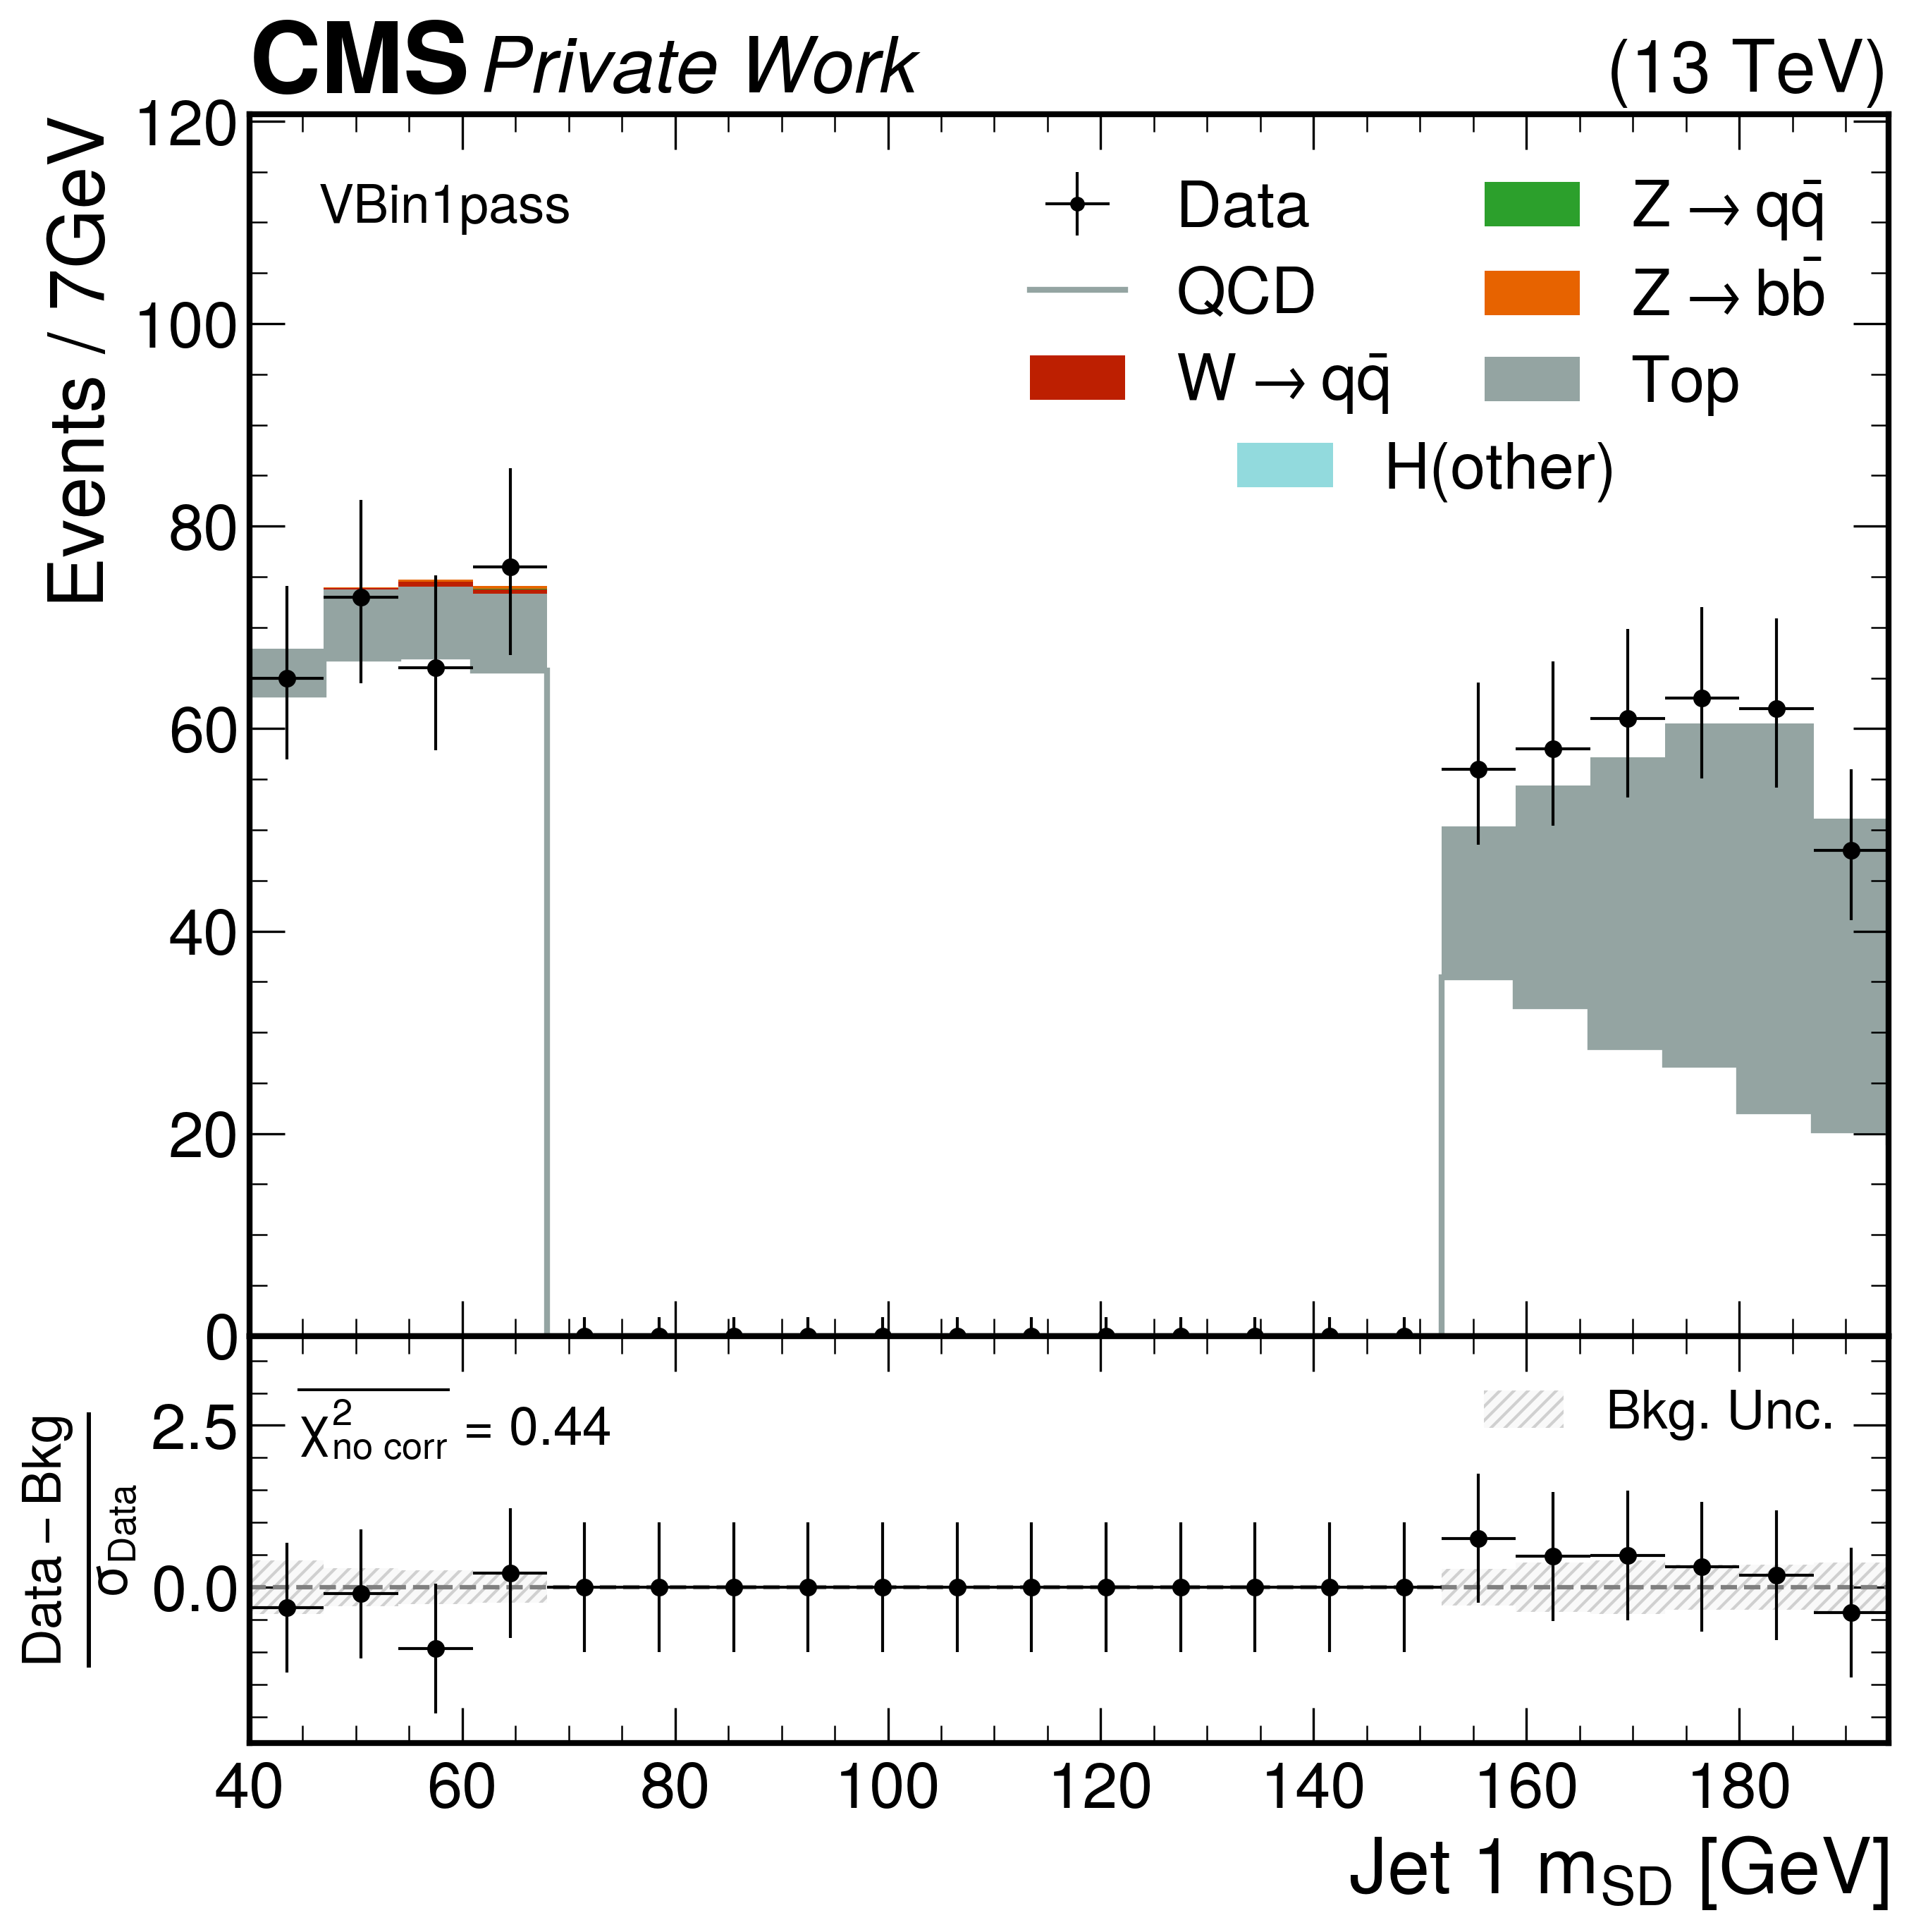 CMS Private Work (13 TeV)
Events / 7GeV
120
100
80
60
40
20
0
VBin1pass
Data
QCD
W → qq̄
Z → qq̄
Z → bb̄
Top
H(other)
Data − Bkg
σData
2.5
0.0
χ²no corr = 0.44
Bkg. Unc.
40 60 80 100 120 140 160 180
Jet 1 mSD [GeV]